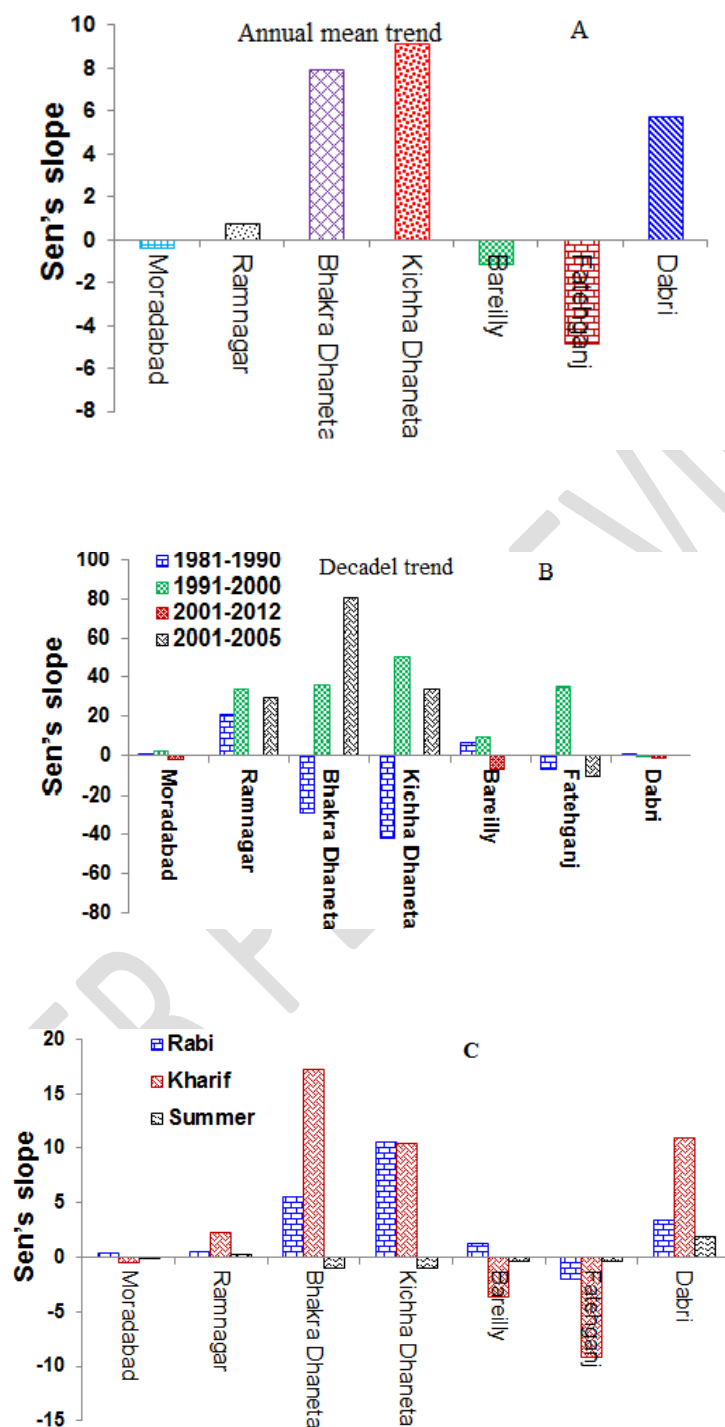 Annual mean trend A
10
8
6
4
2
0
-2
-4
-6
-8
Sen's slope
Moradabad
Ramnagar
Bhakra Dhaneta
Kichha Dhaneta
Bareilly
Fatehganj
Dabri
Decadel trend B
1981-1990
1991-2000
2001-2012
2001-2005
100
80
60
40
20
0
-20
-40
-60
-80
Sen's slope
Moradabad
Ramnagar
Bhakra Dhaneta
Kichha Dhaneta
Bareilly
Fatehganj
Dabri
C
Rabi
Kharif
Summer
20
15
10
5
0
-5
-10
-15
Sen's slope
Moradabad
Ramnagar
Bhakra Dhaneta
Kichha Dhaneta
Bareilly
Fatehganj
Dabri